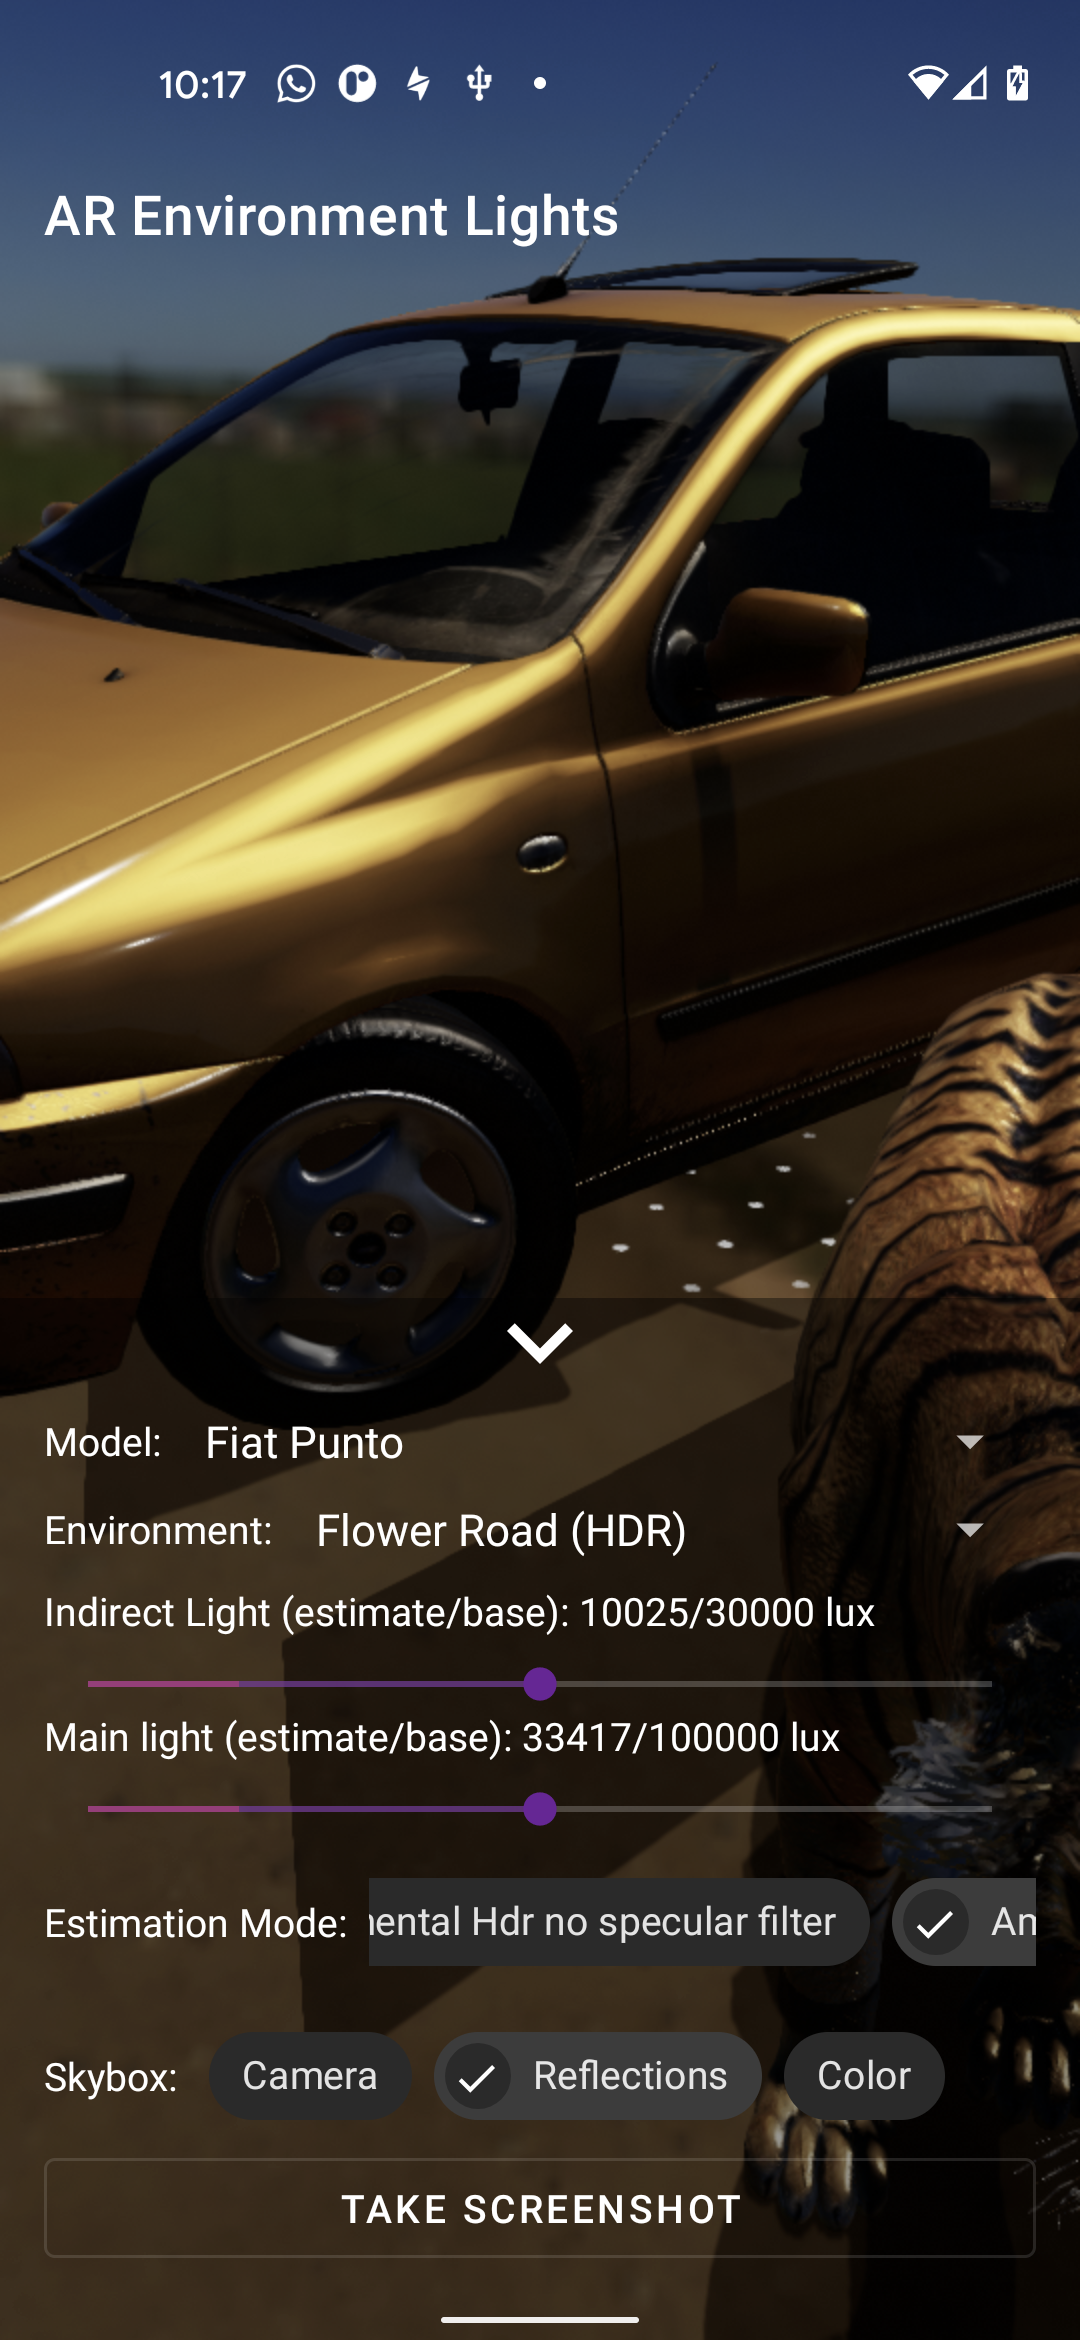 10:17
AR Environment Lights
Model: Fiat Punto
Environment: Flower Road (HDR)
Indirect Light (estimate/base): 10025/30000 lux
Main light (estimate/base): 33417/100000 lux
Estimation Mode: Hdr no specular filter
Skybox: Camera Reflections Color
TAKE SCREENSHOT